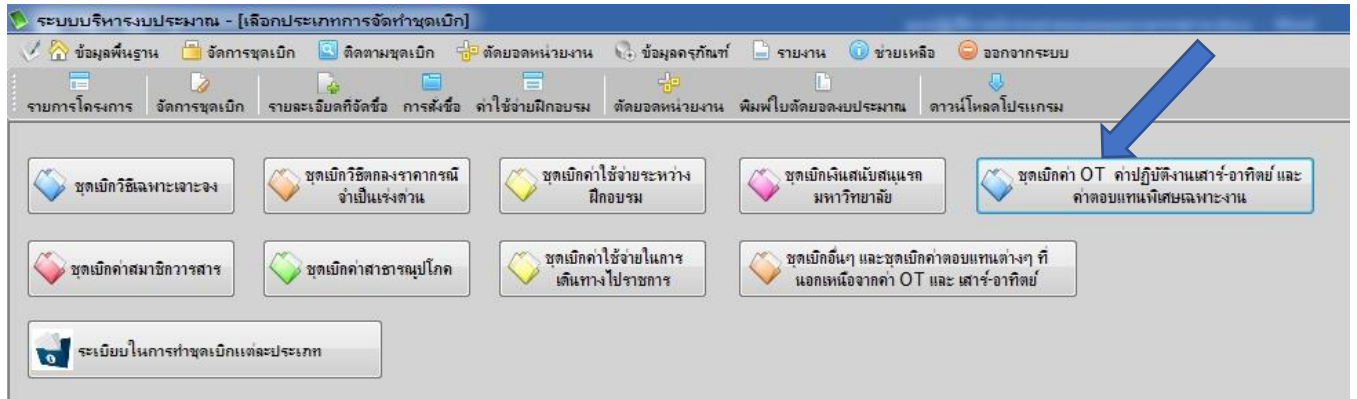 ระบบบริหารงบประมาณ - [เลือกประเภทการจัดทำชุดเบิก]
ข้อมูลพื้นฐาน จัดการชุดเบิก ติดตามชุดเบิก ตัดยอดหน่วยงาน ข้อมูลครุภัณฑ์ รายงาน ช่วยเหลือ ออกจากระบบ
รายการโครงการ จัดการชุดเบิก รายละเอียดที่จัดซื้อ การสั่งซื้อ ค่าใช้จ่ายฝึกอบรม ตัดยอดหน่วยงาน พิมพ์ใบตัดยอดงบประมาณ ดาวน์โหลดโปรแกรม
ชุดเบิกวิธีเฉพาะเจาะจง
ชุดเบิกวิธีตกลงราคากรณี
จำเป็นเร่งด่วน
ชุดเบิกค่าใช้จ่ายระหว่าง
ฝึกอบรม
ชุดเบิกเงินสนับสนุนรถ
มหาวิทยาลัย
ชุดเบิกค่า OT ค่าปฏิบัติงานเสาร์-อาทิตย์ และ
ค่าตอบแทนพิเศษเฉพาะงาน
ชุดเบิกค่าสมาชิกวารสาร
ชุดเบิกค่าสาธารณุปโภค
ชุดเบิกค่าใช้จ่ายในการ
เดินทางไปราชการ
ชุดเบิกอื่นๆ และชุดเบิกค่าตอบแทนต่างๆ ที่
นอกเหนือจากค่า OT และ เสาร์-อาทิตย์
ระเบียบในการทำชุดเบิกแต่ละประเภท